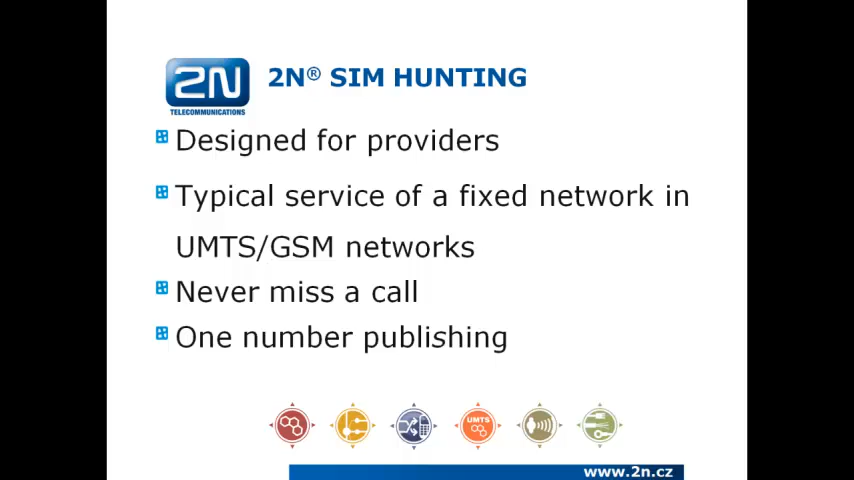 2N
TELECOMMUNICATIONS
2N® SIM HUNTING
Designed for providers
Typical service of a fixed network in
UMTS/GSM networks
Never miss a call
One number publishing
UMTS
www.2n.cz